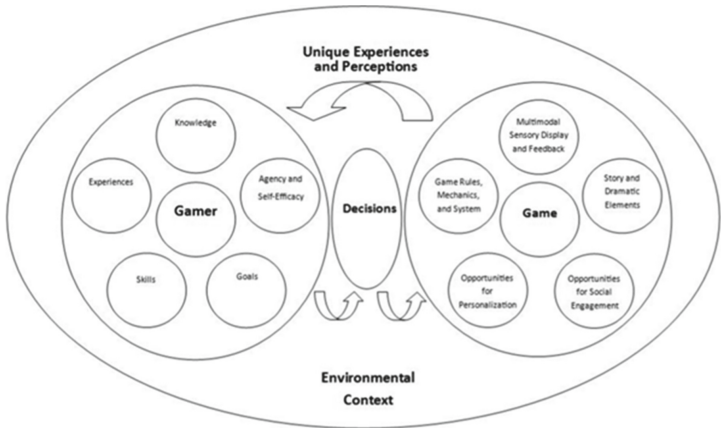 Unique Experiences
and Perceptions
Knowledge
Experiences
Agency and
Self-Efficacy
Gamer
Skills
Goals
Decisions
Multimodal
Sensory Display
and Feedback
Game Rules,
Mechanics,
and System
Story and
Dramatic
Elements
Game
Opportunities
for
Personalization
Opportunities
for Social
Engagement
Environmental
Context